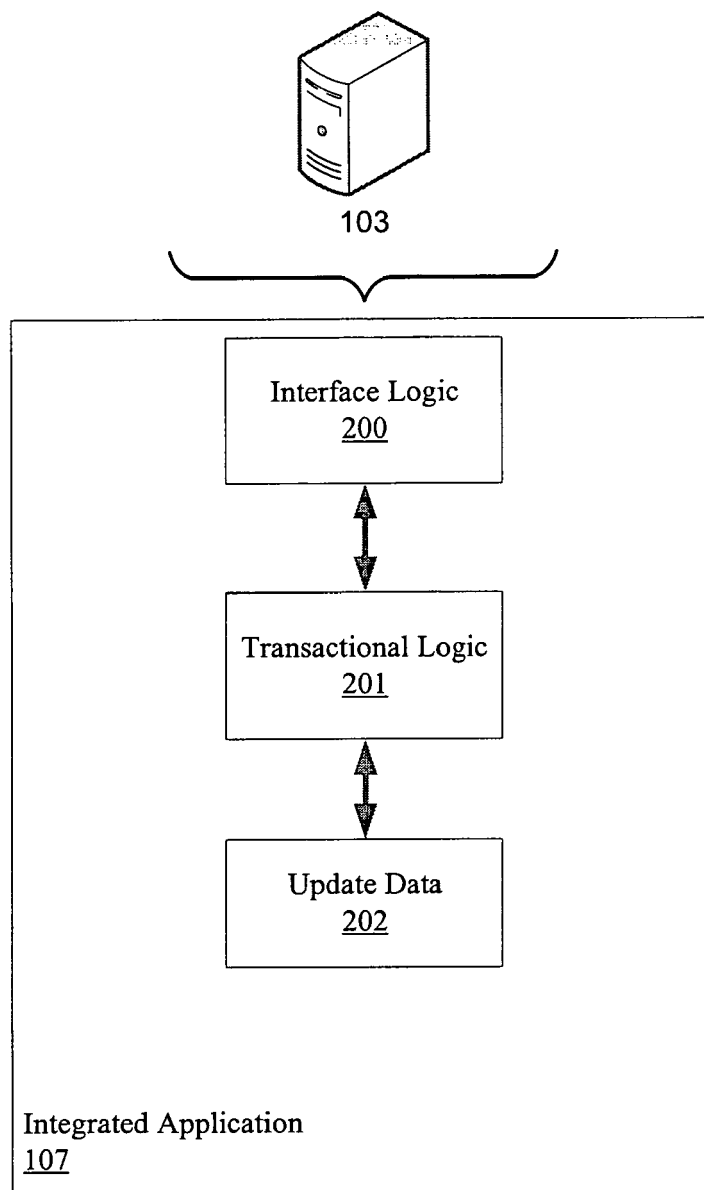 103
Interface Logic
200
Transactional Logic
201
Update Data
202
Integrated Application
107